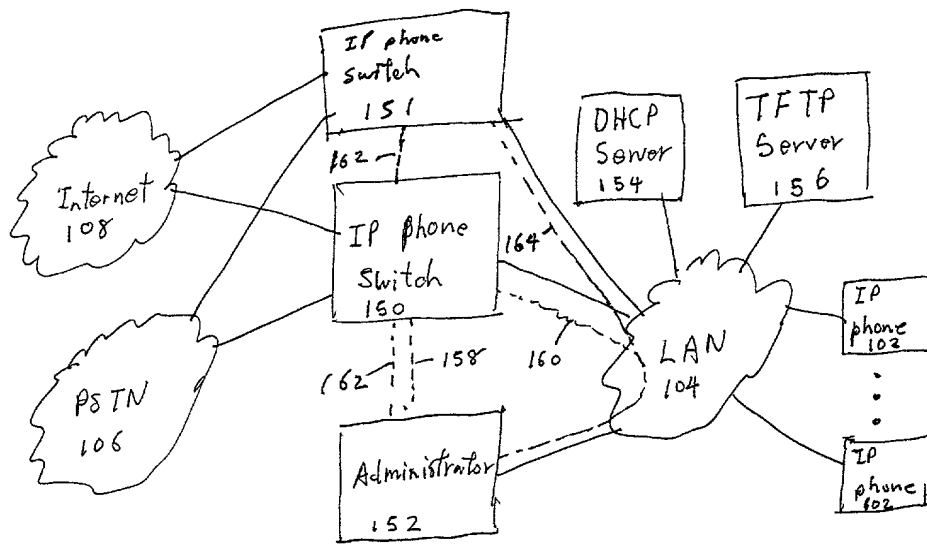 IP phone
switch
151
DHCP
Server
154
TFTP
Server
156
162
Internet
108
IP phone
Switch
150
164
IP
phone
102
LAN
104
160
162
158
PSTN
106
Administrator
152
IP
phone
102